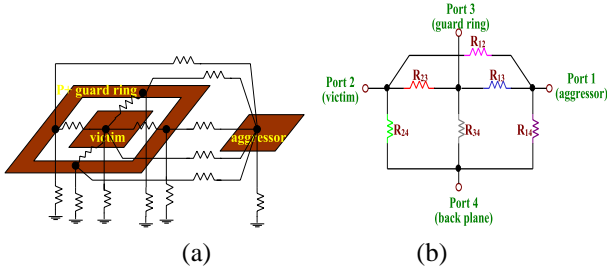 P+ guard ring
victim
aggressor
(a)
Port 3
(guard ring)
R12
Port 2
(victim)
R23
R13
Port 1
(aggressor)
R24
R34
R14
Port 4
(back plane)
(b)